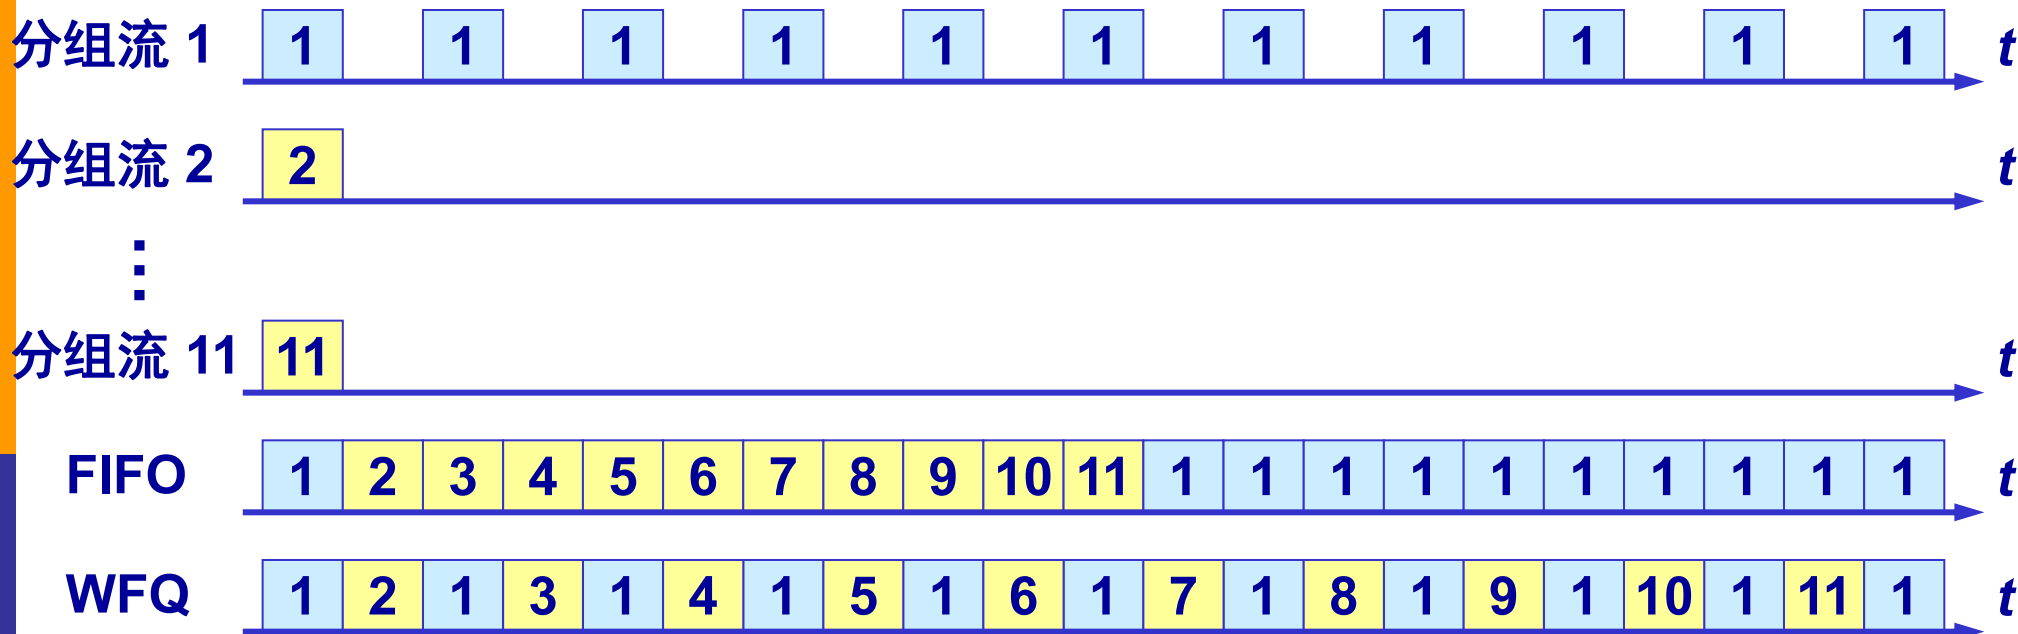 分组流 1 1 1 1 1 1 1 1 1 1 1 1 t
分组流 2 2 t
⋮
分组流 11 11 t
FIFO 1 2 3 4 5 6 7 8 9 10 11 1 1 1 1 1 1 1 1 1 1 t
WFQ 1 2 1 3 1 4 1 5 1 6 1 7 1 8 1 9 1 10 1 11 1 t